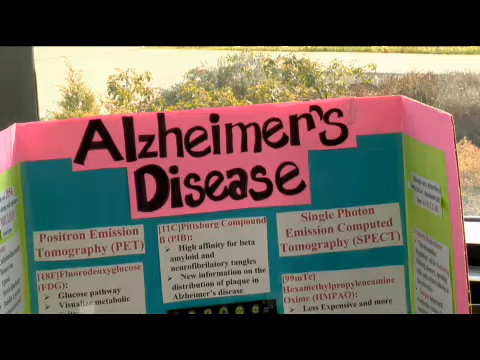 Alzheimer's
Disease
Positron Emission
Tomography (PET)
[18F]Fluorodeoxyglucose
(FDG):
Glucose pathway
Visualize metabolic
[11C]Pittsburg Compound
B (PIB):
High affinity for beta
amyloid and
neurofibrilatory tangles
New information on the
distribution of plaque in
Alzheimer's disease
Single Photon
Emission Computed
Tomography (SPECT)
[99mTc]
Hexamethylpropyleneamine
Oxime (HMPAO):
Less Expensive and more